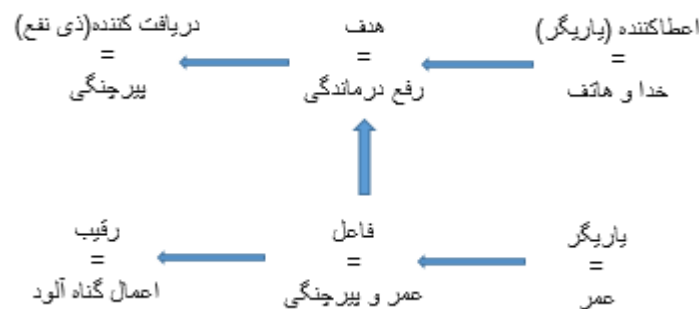 اعطاکننده (یاریگر)
=
خدا و هاتف
هدف
=
رفع درماندگی
دریافت کننده(ذی نفع)
=
پیرچنگی
یاریگر
=
عمر
فاعل
=
عمر و پیرچنگی
رقیب
=
اعمال گناه آلود